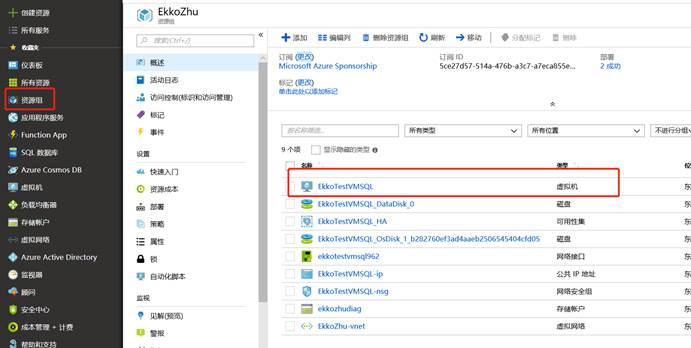 创建资源
所有服务
收藏夹
仪表板
所有资源
资源组
应用程序服务
Function App
SQL 数据库
Azure Cosmos DB
虚拟机
负载均衡器
存储帐户
虚拟网络
Azure Active Directory
监视器
顾问
安全中心
成本管理 + 计费
帮助和支持
EkkoZhu
资源组
搜索(Ctrl+/)
概述
活动日志
访问控制(标识和访问管理)
标记
事件
设置
快速入门
资源成本
部署
策略
属性
锁
自动化脚本
监视
见解(预览)
警报
添加 编辑列 删除资源组 刷新 移动 分配标记 删除
订阅 (更改)
Microsoft Azure Sponsorship
订阅 ID
5ce27d57-514a-476b-a3c7-a7eca855e...
部署
2 成功
标记 (更改)
单击此处以添加标记
按名称筛选... 所有类型 所有位置 不进行分组
9 个项 显示隐藏的类型
名称 类型 位
EkkoTestVMSQL 虚拟机 东
EkkoTestVMSQL_DataDisk_0 磁盘 东
EkkoTestVMSQL_HA 可用性集 东
EkkoTestVMSQL_OsDisk_1_b282760ef3ad4aaeb2506545404cfd05 磁盘 东
ekkotestvmsql962 网络接口 东
EkkoTestVMSQL-ip 公共 IP 地址 东
EkkoTestVMSQL-nsg 网络安全组 东
ekkozhudiag 存储帐户 东
EkkoZhu-vnet 虚拟网络 东